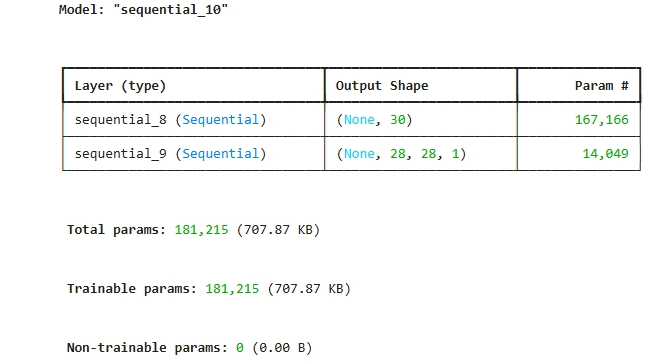 Model: "sequential_10"
Layer (type) Output Shape Param #
sequential_8 (Sequential) (None, 30) 167,166
sequential_9 (Sequential) (None, 28, 28, 1) 14,049
Total params: 181,215 (707.87 KB)
Trainable params: 181,215 (707.87 KB)
Non-trainable params: 0 (0.00 B)